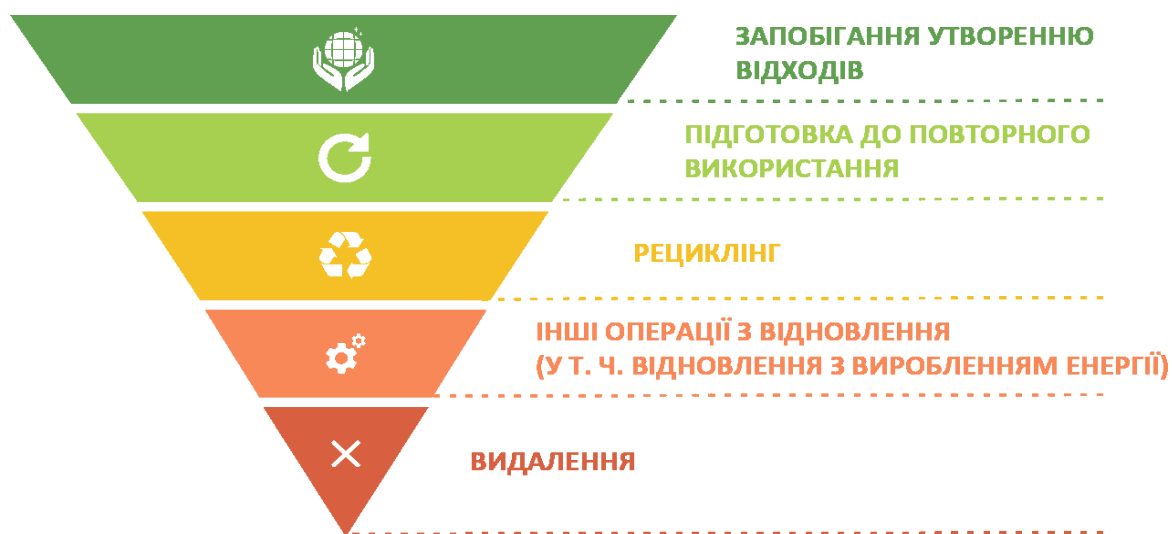 ЗАПОБІГАННЯ УТВОРЕННЮ
ВІДХОДІВ
ПІДГОТОВКА ДО ПОВТОРНОГО
ВИКОРИСТАННЯ
РЕЦИКЛІНГ
ІНШІ ОПЕРАЦІЇ З ВІДНОВЛЕННЯ
(У Т. Ч. ВІДНОВЛЕННЯ З ВИРОБЛЕННЯМ ЕНЕРГІЇ)
ВИДАЛЕННЯ